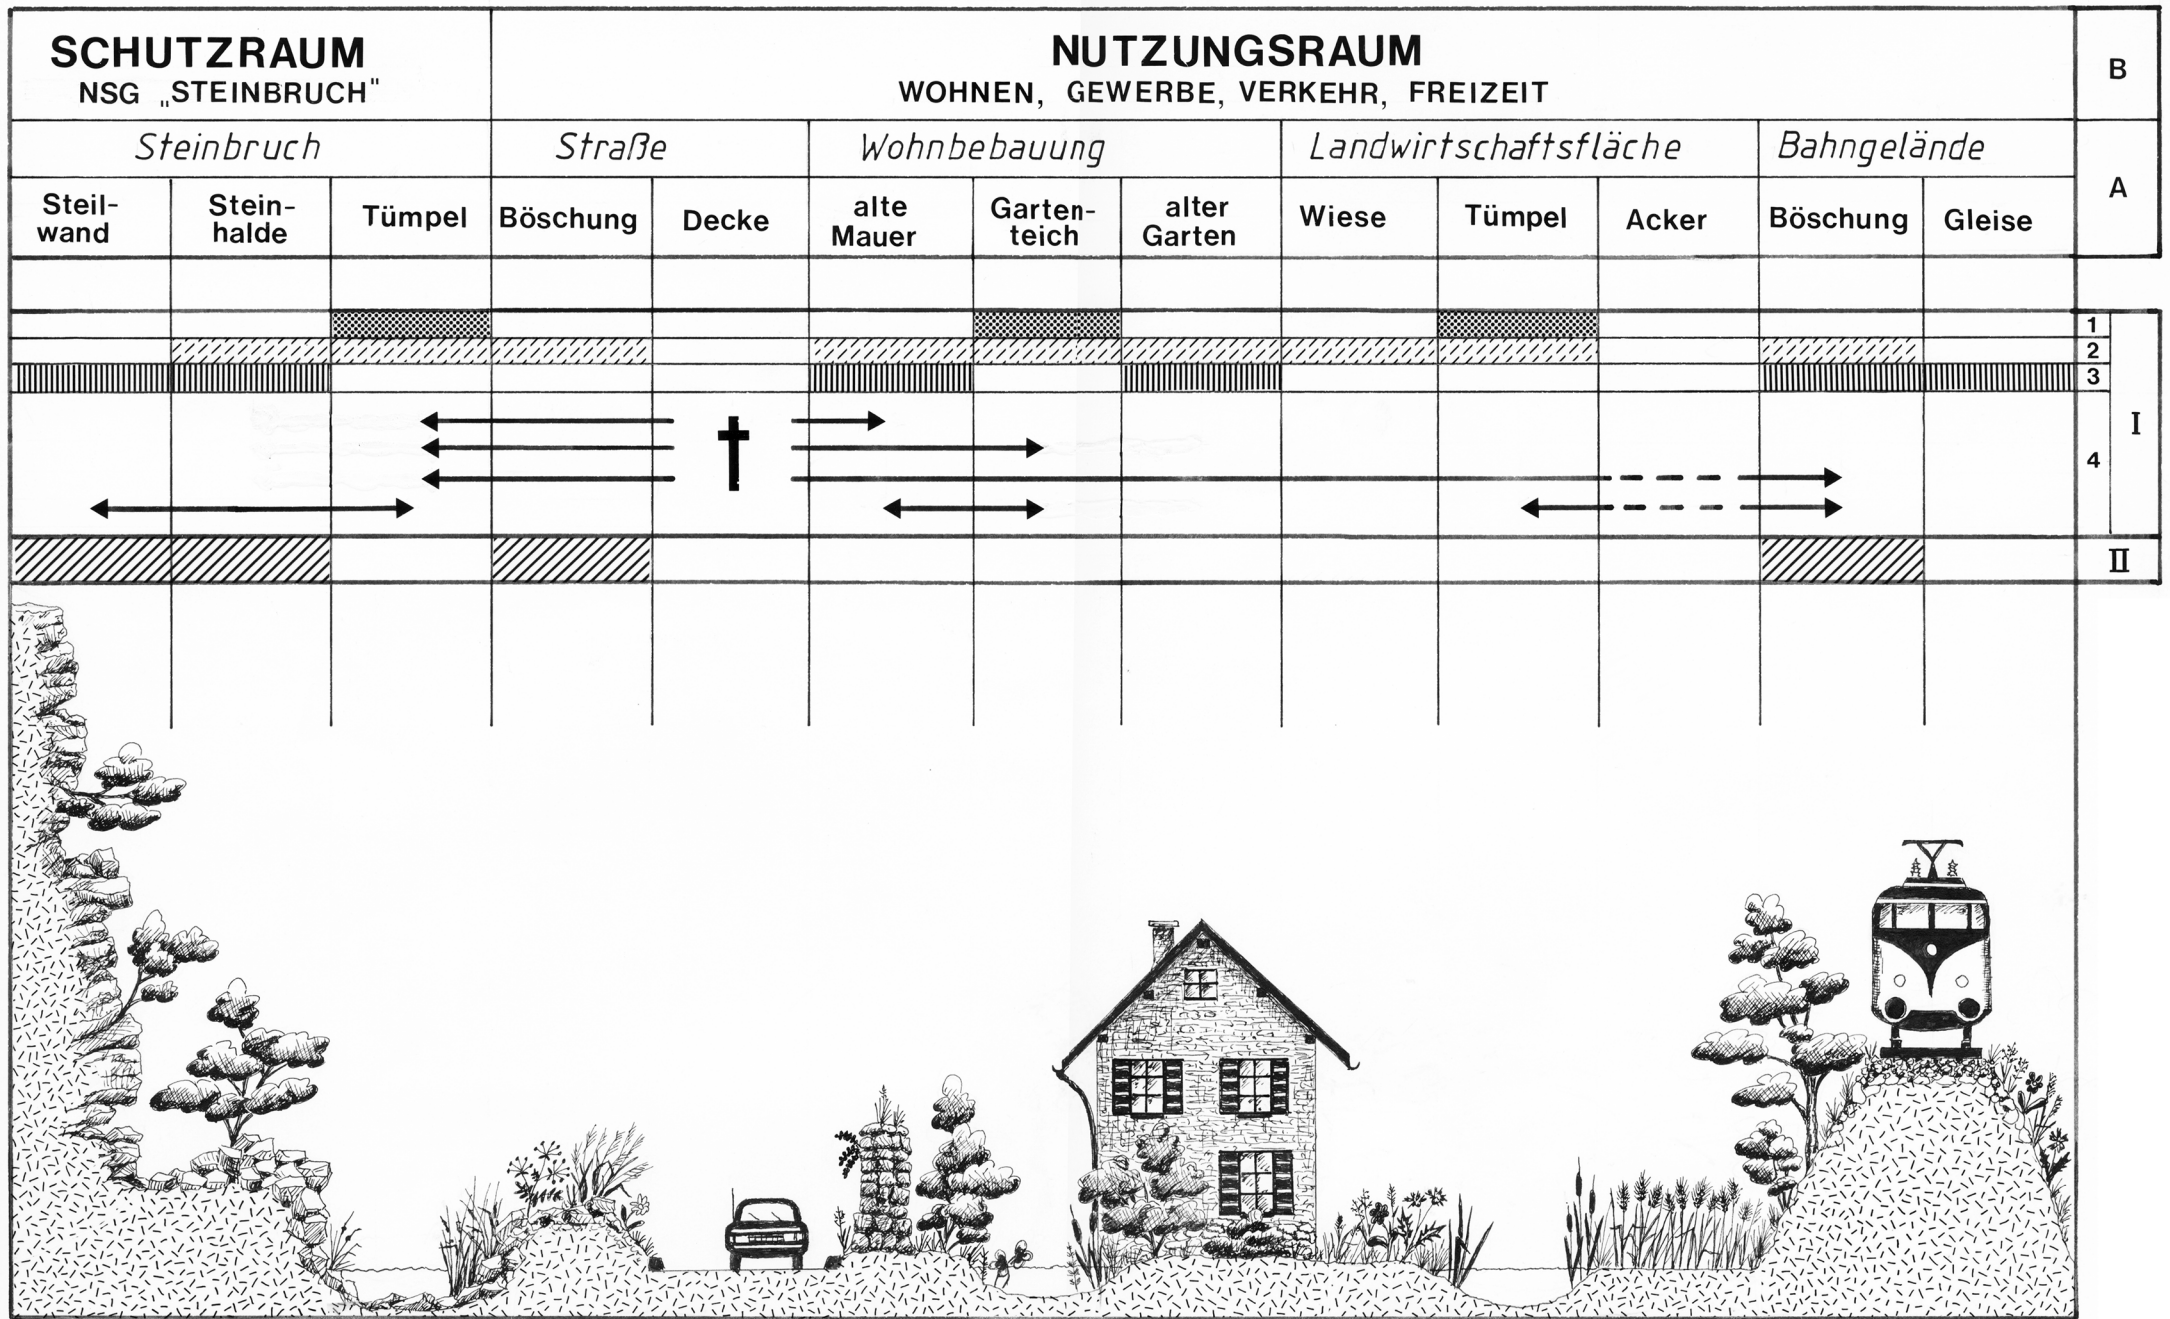 SCHUTZRAUM
NSG „STEINBRUCH"
NUTZUNGSRAUM
WOHNEN, GEWERBE, VERKEHR, FREIZEIT
B
Steinbruch
Straße
Wohnbebauung
Landwirtschaftsfläche
Bahngelände
A
Steil-
wand
Stein-
halde
Tümpel
Böschung
Decke
alte
Mauer
Garten-
teich
alter
Garten
Wiese
Tümpel
Acker
Böschung
Gleise
1
2
3
I
4
II